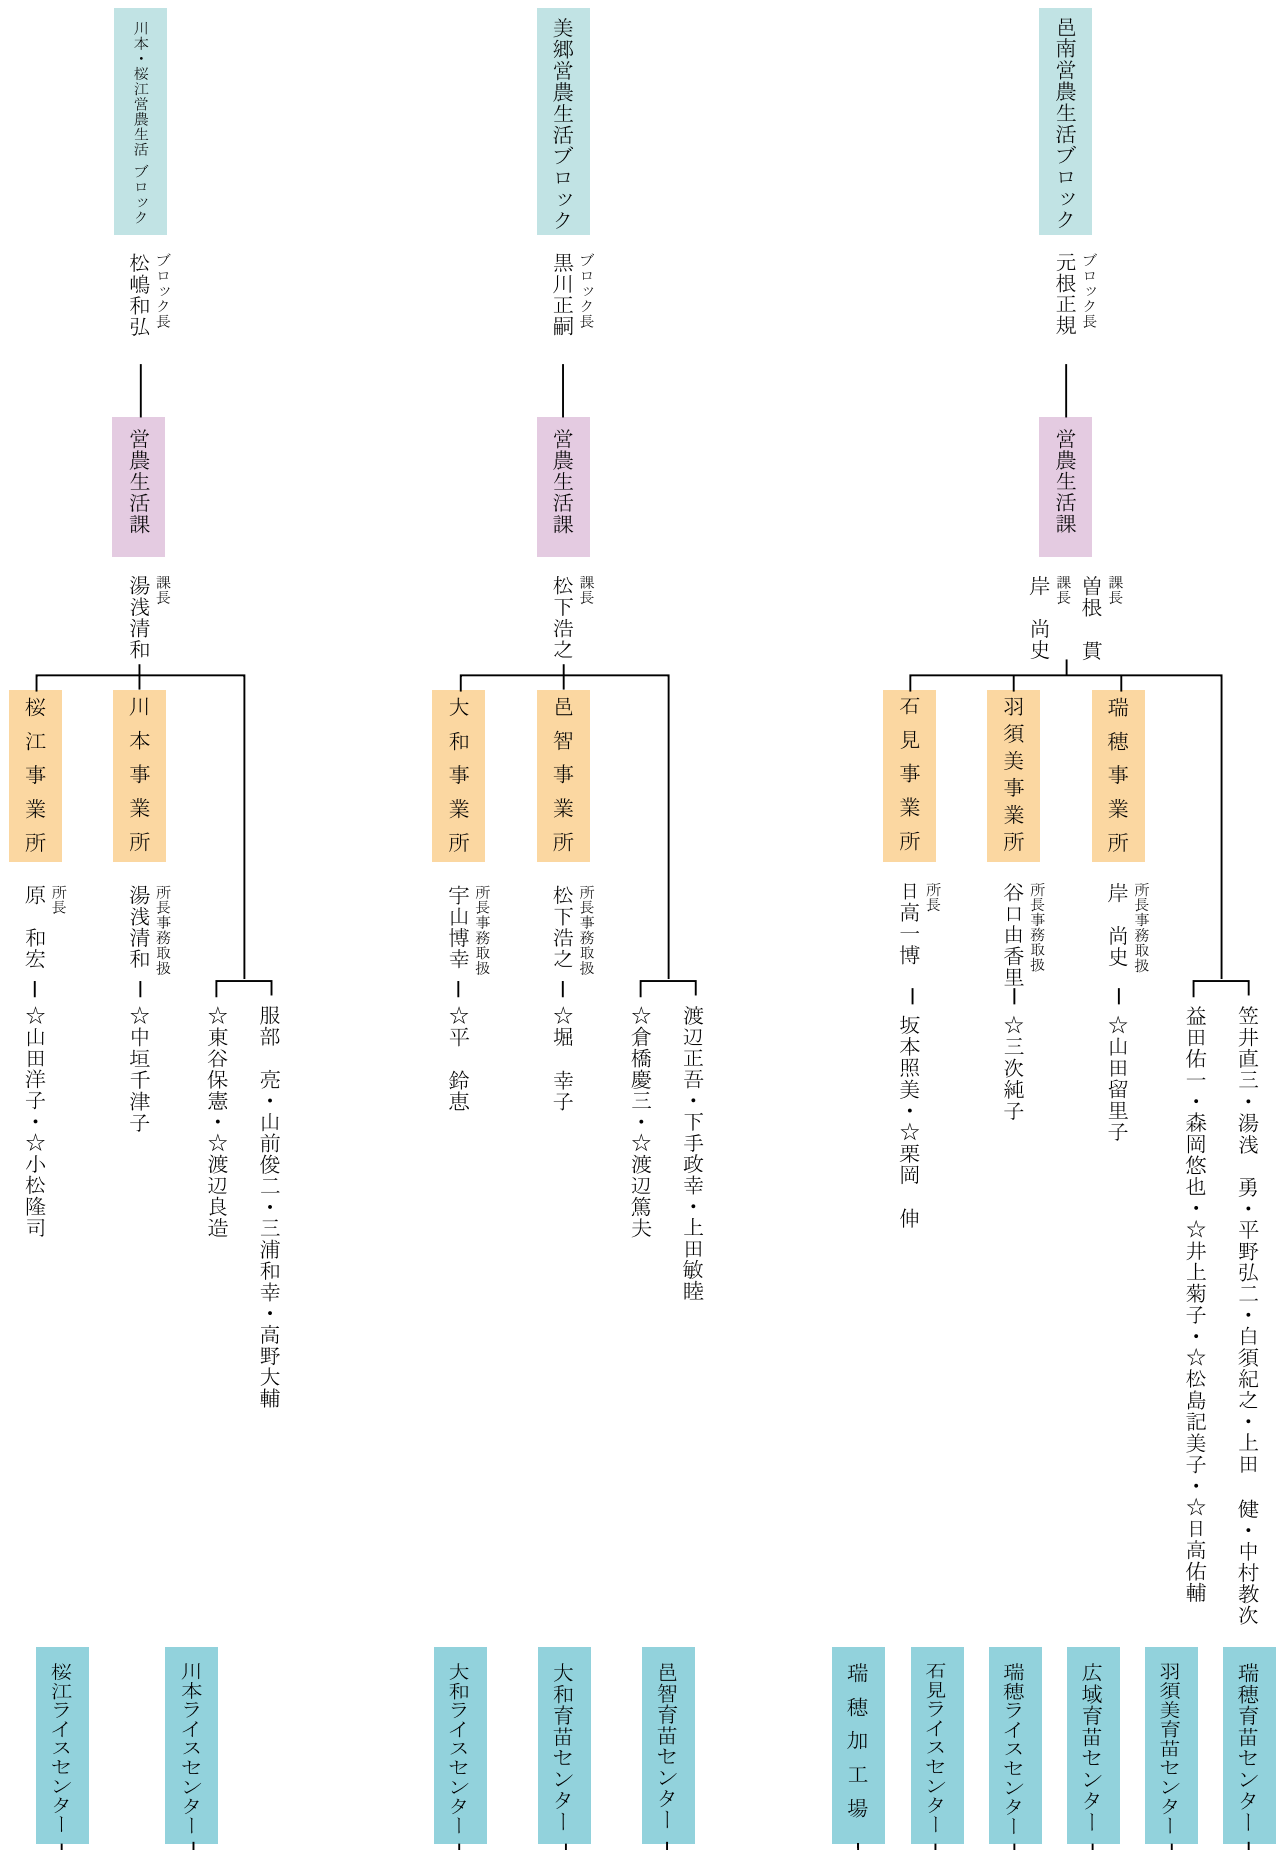 邑南営農生活ブロック
ブロック長
元根正規
営農生活課
課長
曽根　貫
課長
岸　尚史
瑞穂事業所
所長事務取扱
岸　尚史
☆山田留里子
羽須美事業所
所長事務取扱
谷口由香里
☆三次純子
石見事業所
所長
日高一博
坂本照美・☆栗岡　伸
笠井直三・湯浅　勇・平野弘二・白須紀之・上田　健・中村教次
益田佑一・森岡悠也・☆井上菊子・☆松島記美子・☆日高佑輔
瑞穂育苗センター
羽須美育苗センター
広域育苗センター
瑞穂ライスセンター
石見ライスセンター
瑞穂加工場
美郷営農生活ブロック
ブロック長
黒川正嗣
営農生活課
課長
松下浩之
邑智事業所
所長事務取扱
松下浩之
☆堀　幸子
大和事業所
所長事務取扱
宇山博幸
☆平　鈴恵
渡辺正吾・下手政幸・上田敏睦
☆倉橋慶三・☆渡辺篤夫
邑智育苗センター
大和育苗センター
大和ライスセンター
川本・桜江営農生活 ブロック
ブロック長
松嶋和弘
営農生活課
課長
湯浅清和
川本事業所
所長事務取扱
湯浅清和
☆中垣千津子
桜江事業所
所長
原　和宏
☆山田洋子・☆小松隆司
服部　亮・山前俊二・三浦和幸・高野大輔
☆東谷保憲・☆渡辺良造
川本ライスセンター
桜江ライスセンター